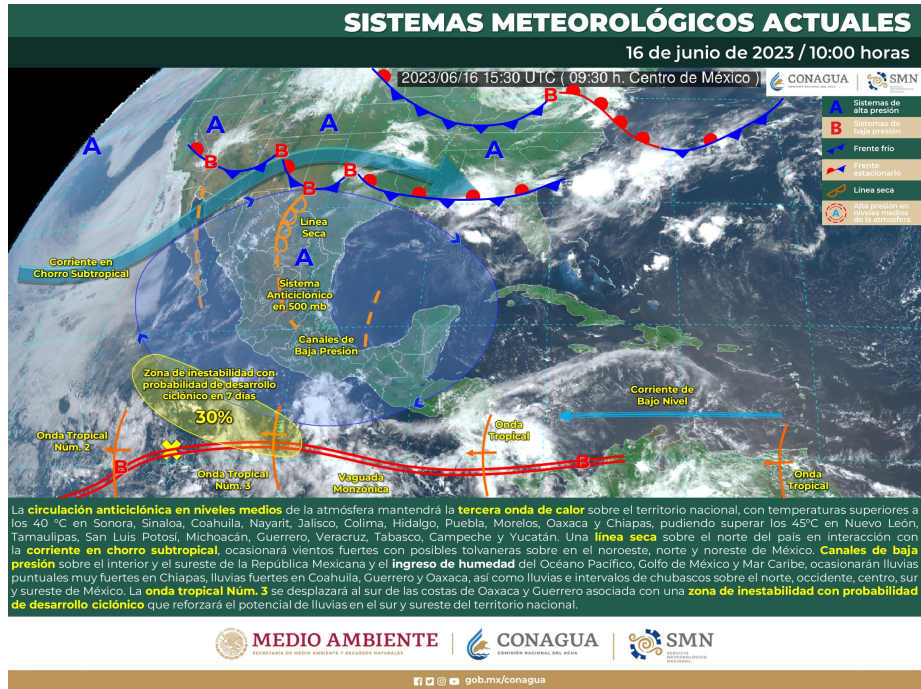 SISTEMAS METEOROLÓGICOS ACTUALES
16 de junio de 2023 / 10:00 horas
2023/06/16 15:30 UTC ( 09:30 h. Centro de México )
CONAGUA
COMISIÓN NACIONAL DEL AGUA
SMN
A Sistemas de
alta presión
B Sistemas de
baja presión
Frente frío
Frente
estacionario
Línea seca
A Alta presión en
niveles medios
de la atmósfera
B
A
A
A
A
B
B
B
B
Línea
Seca
A
Corriente en
Chorro Subtropical
Sistema
Anticiclónico
en 500 mb
Canales de
Baja Presión
Zona de inestabilidad con
probabilidad de desarrollo
ciclónico en 7 días
30%
Corriente de
Bajo Nivel
Onda Tropical
Núm. 2
Onda
Tropical
B
B
Onda Tropical
Núm. 3
Vaguada
Monzónica
Onda
Tropical
La circulación anticiclónica en niveles medios de la atmósfera mantendrá la tercera onda de calor sobre el territorio nacional, con temperaturas superiores a
los 40 °C en Sonora, Sinaloa, Coahuila, Nayarit, Jalisco, Colima, Hidalgo, Puebla, Morelos, Oaxaca y Chiapas, pudiendo superar los 45°C en Nuevo León,
Tamaulipas, San Luis Potosí, Michoacán, Guerrero, Veracruz, Tabasco, Campeche y Yucatán. Una línea seca sobre el norte del país en interacción con
la corriente en chorro subtropical, ocasionará vientos fuertes con posibles tolvaneras sobre en el noroeste, norte y noreste de México. Canales de baja
presión sobre el interior y el sureste de la República Mexicana y el ingreso de humedad del Océano Pacífico, Golfo de México y Mar Caribe, ocasionarán lluvias
puntuales muy fuertes en Chiapas, lluvias fuertes en Coahuila, Guerrero y Oaxaca, así como lluvias e intervalos de chubascos sobre el norte, occidente, centro, sur
y sureste de México. La onda tropical Núm. 3 se desplazará al sur de las costas de Oaxaca y Guerrero asociada con una zona de inestabilidad con probabilidad
de desarrollo ciclónico que reforzará el potencial de lluvias en el sur y sureste del territorio nacional.
MEDIO AMBIENTE
SECRETARÍA DE MEDIO AMBIENTE Y RECURSOS NATURALES
CONAGUA
COMISIÓN NACIONAL DEL AGUA
SMN
SERVICIO
METEOROLÓGICO
NACIONAL
gob.mx/conagua